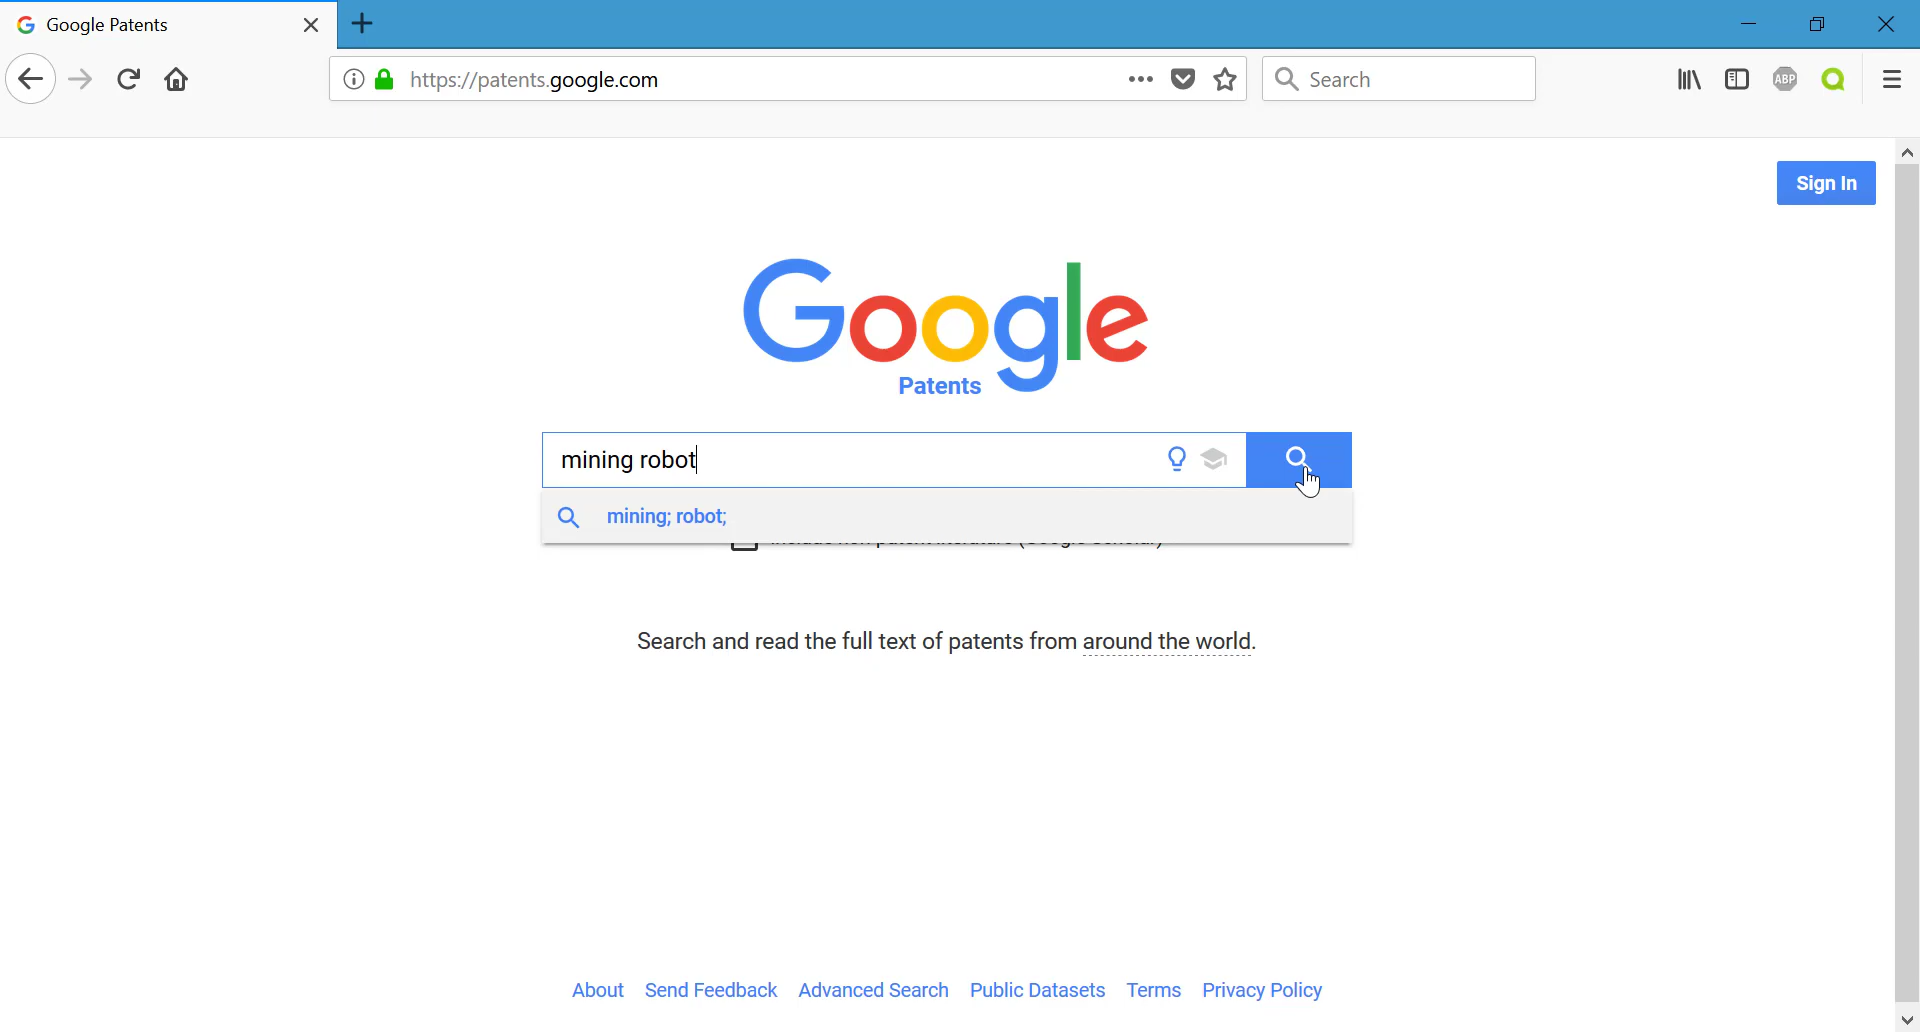 Google Patents
https://patents.google.com
Search
ABP
Sign In
Google
Patents
mining robot
mining; robot;
Search and read the full text of patents from around the world.
About Send Feedback Advanced Search Public Datasets Terms Privacy Policy